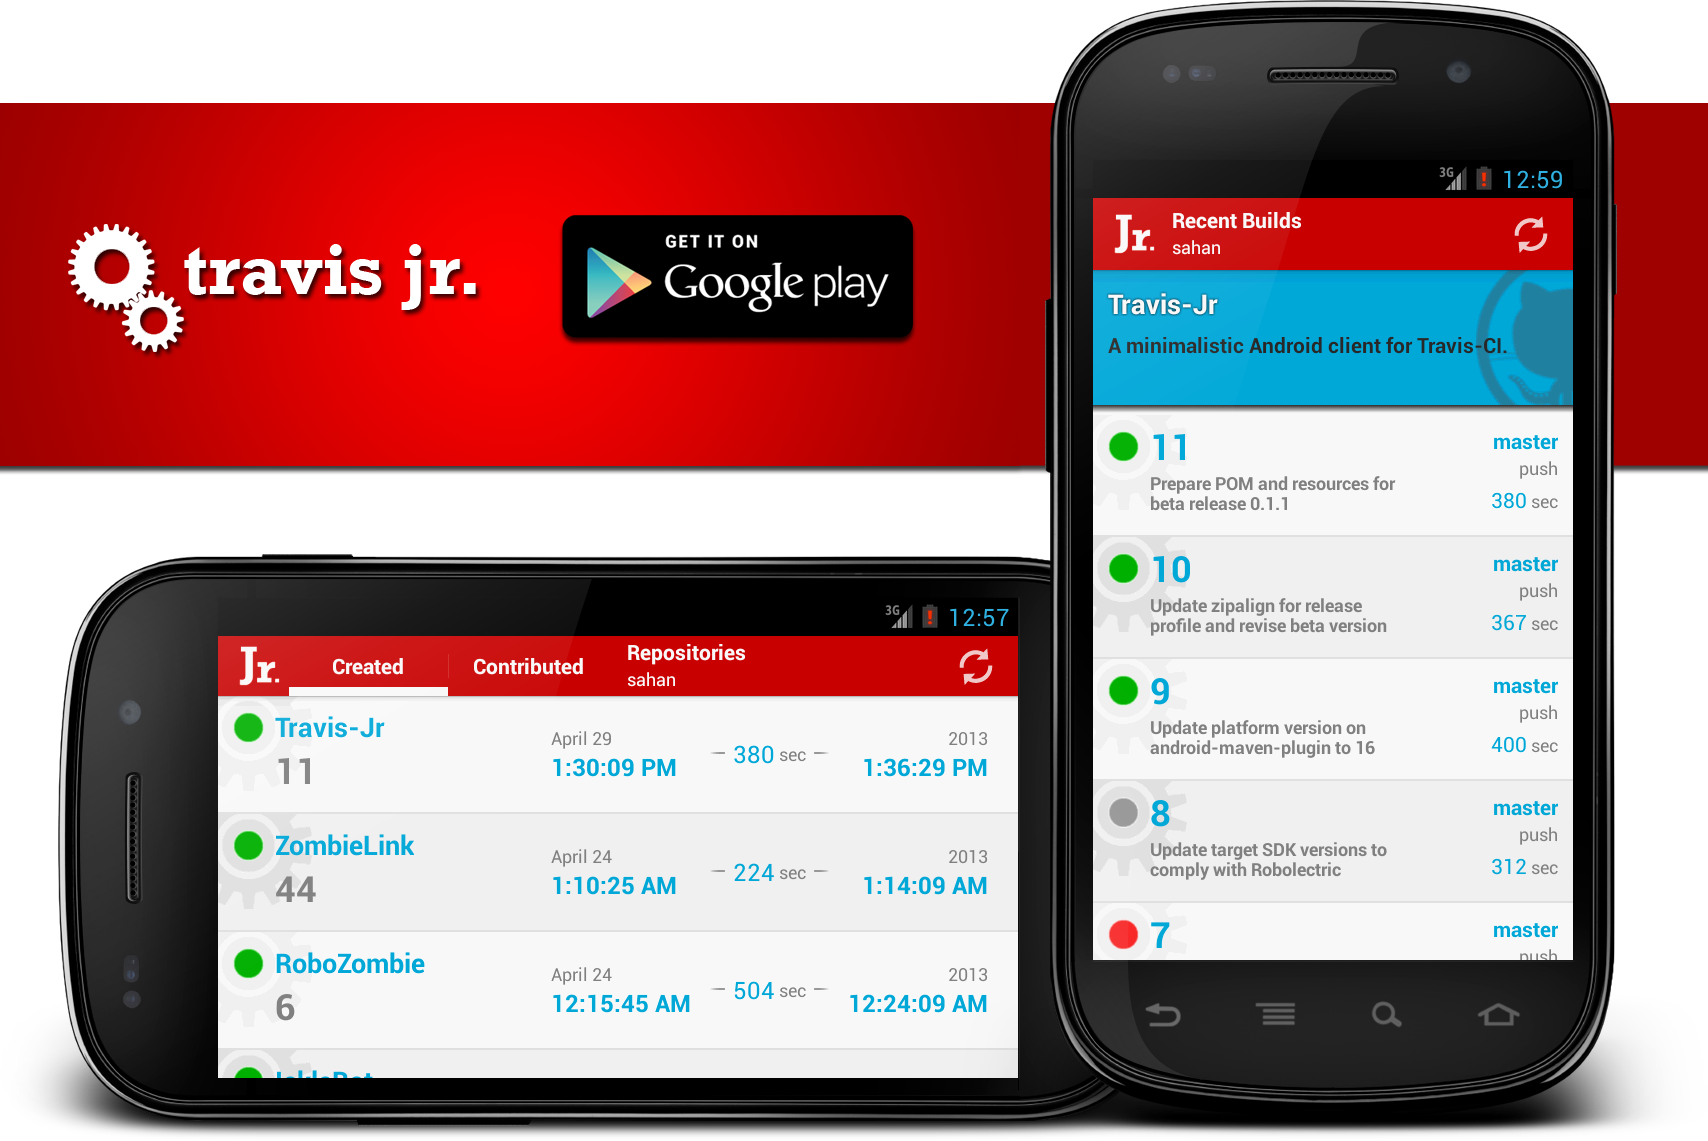 travis jr.
GET IT ON
Google play
3G
12:59
Jr.
Recent Builds
sahan
Travis-Jr
A minimalistic Android client for Travis-CI.
11
master
Prepare POM and resources for
beta release 0.1.1
push
380 sec
10
master
Update zipalign for release
profile and revise beta version
push
367 sec
9
master
Update platform version on
android-maven-plugin to 16
push
400 sec
8
master
Update target SDK versions to
comply with Robolectric
push
312 sec
7
master
push
3G
12:57
Jr.
Created
Contributed
Repositories
sahan
Travis-Jr
11
April 29
1:30:09 PM
380 sec
2013
1:36:29 PM
ZombieLink
44
April 24
1:10:25 AM
224 sec
2013
1:14:09 AM
RoboZombie
6
April 24
12:15:45 AM
504 sec
2013
12:24:09 AM